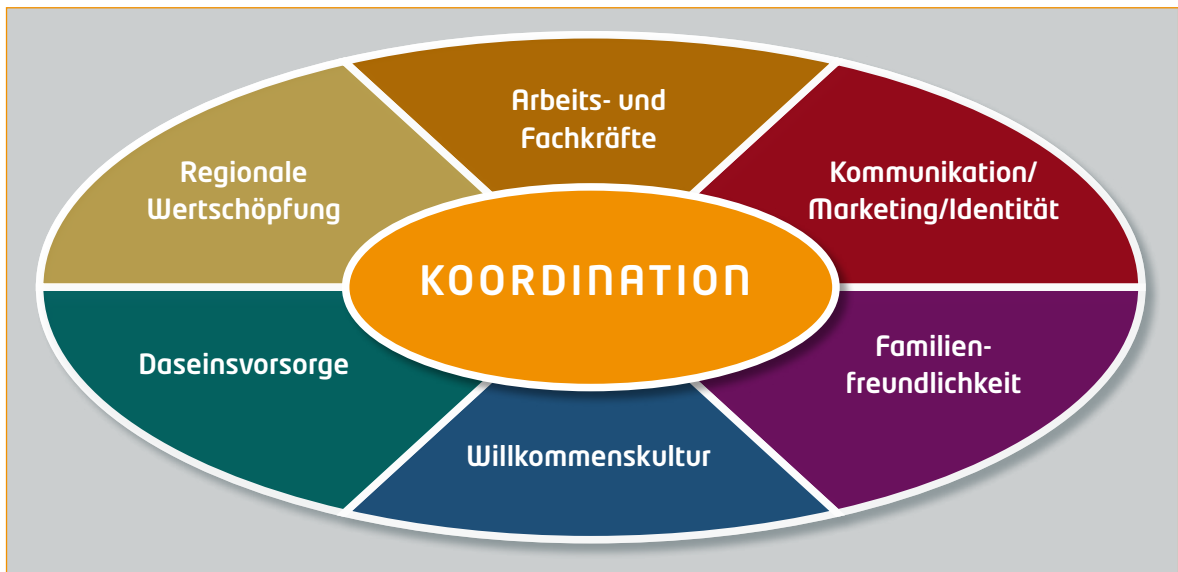 Arbeits- und
Fachkräfte
Regionale
Wertschöpfung
Kommunikation/
Marketing/Identität
KOORDINATION
Daseinsvorsorge
Familien-
freundlichkeit
Willkommenskultur